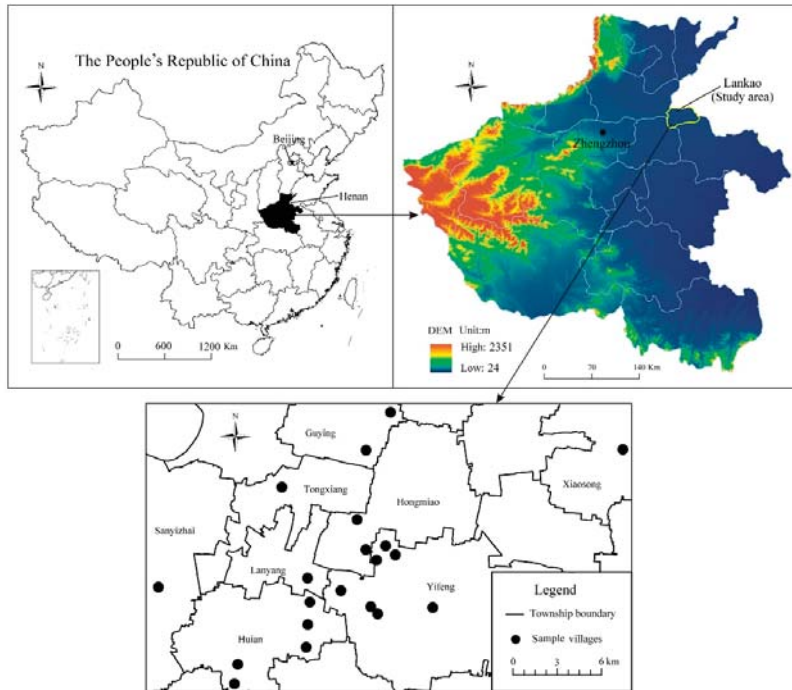 N
The People's Republic of China
Beijing
Henan
0 600 1200 Km
N
Lankao
(Study area)
Zhengzhou
DEM Unit:m
High: 2351
Low: 24
0 70 140 Km
N
Guying
Tongxiang
Hongmiao
Xiaosong
Sanyizhai
Lanyang
Yifeng
Huian
Legend
Township boundary
Sample villages
0 3 6 km